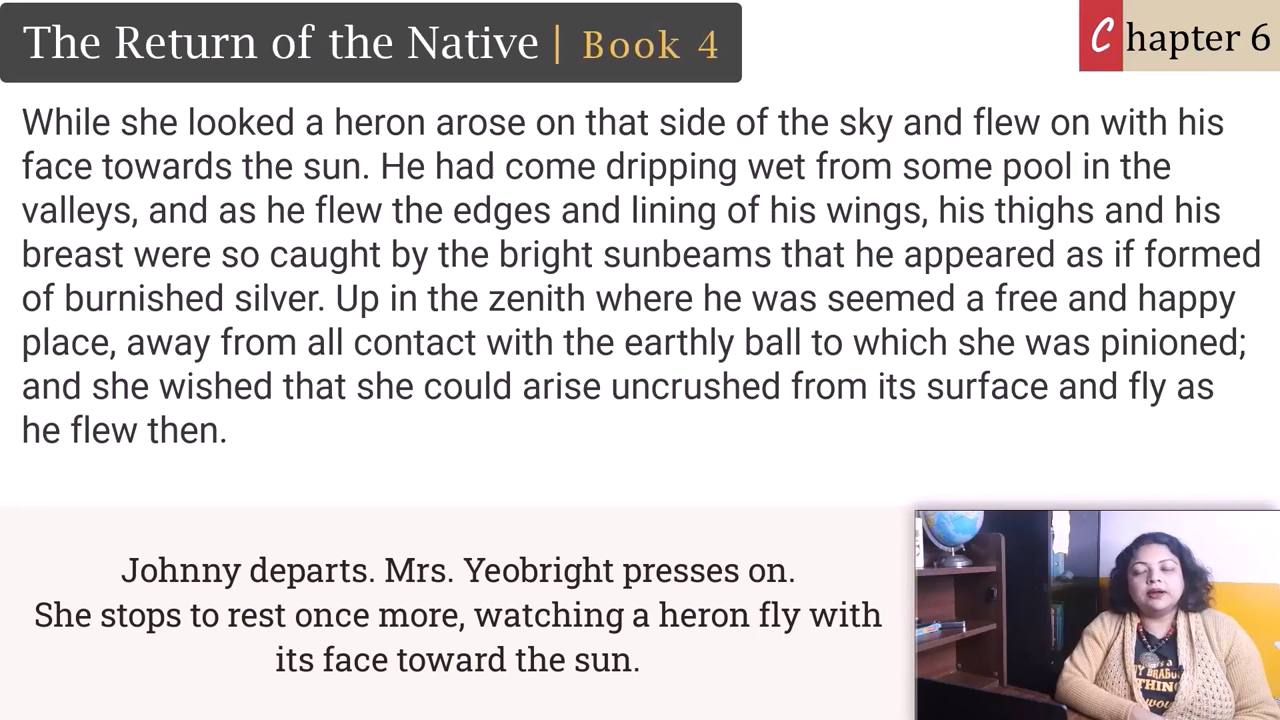 The Return of the Native | Book 4
Chapter 6
While she looked a heron arose on that side of the sky and flew on with his
face towards the sun. He had come dripping wet from some pool in the
valleys, and as he flew the edges and lining of his wings, his thighs and his
breast were so caught by the bright sunbeams that he appeared as if formed
of burnished silver. Up in the zenith where he was seemed a free and happy
place, away from all contact with the earthly ball to which she was pinioned;
and she wished that she could arise uncrushed from its surface and fly as
he flew then.
Johnny departs. Mrs. Yeobright presses on.
She stops to rest once more, watching a heron fly with
its face toward the sun.